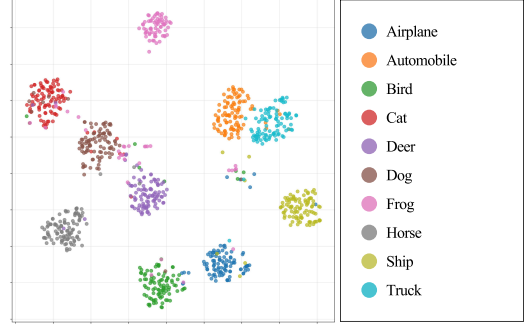 Airplane
Automobile
Bird
Cat
Deer
Dog
Frog
Horse
Ship
Truck